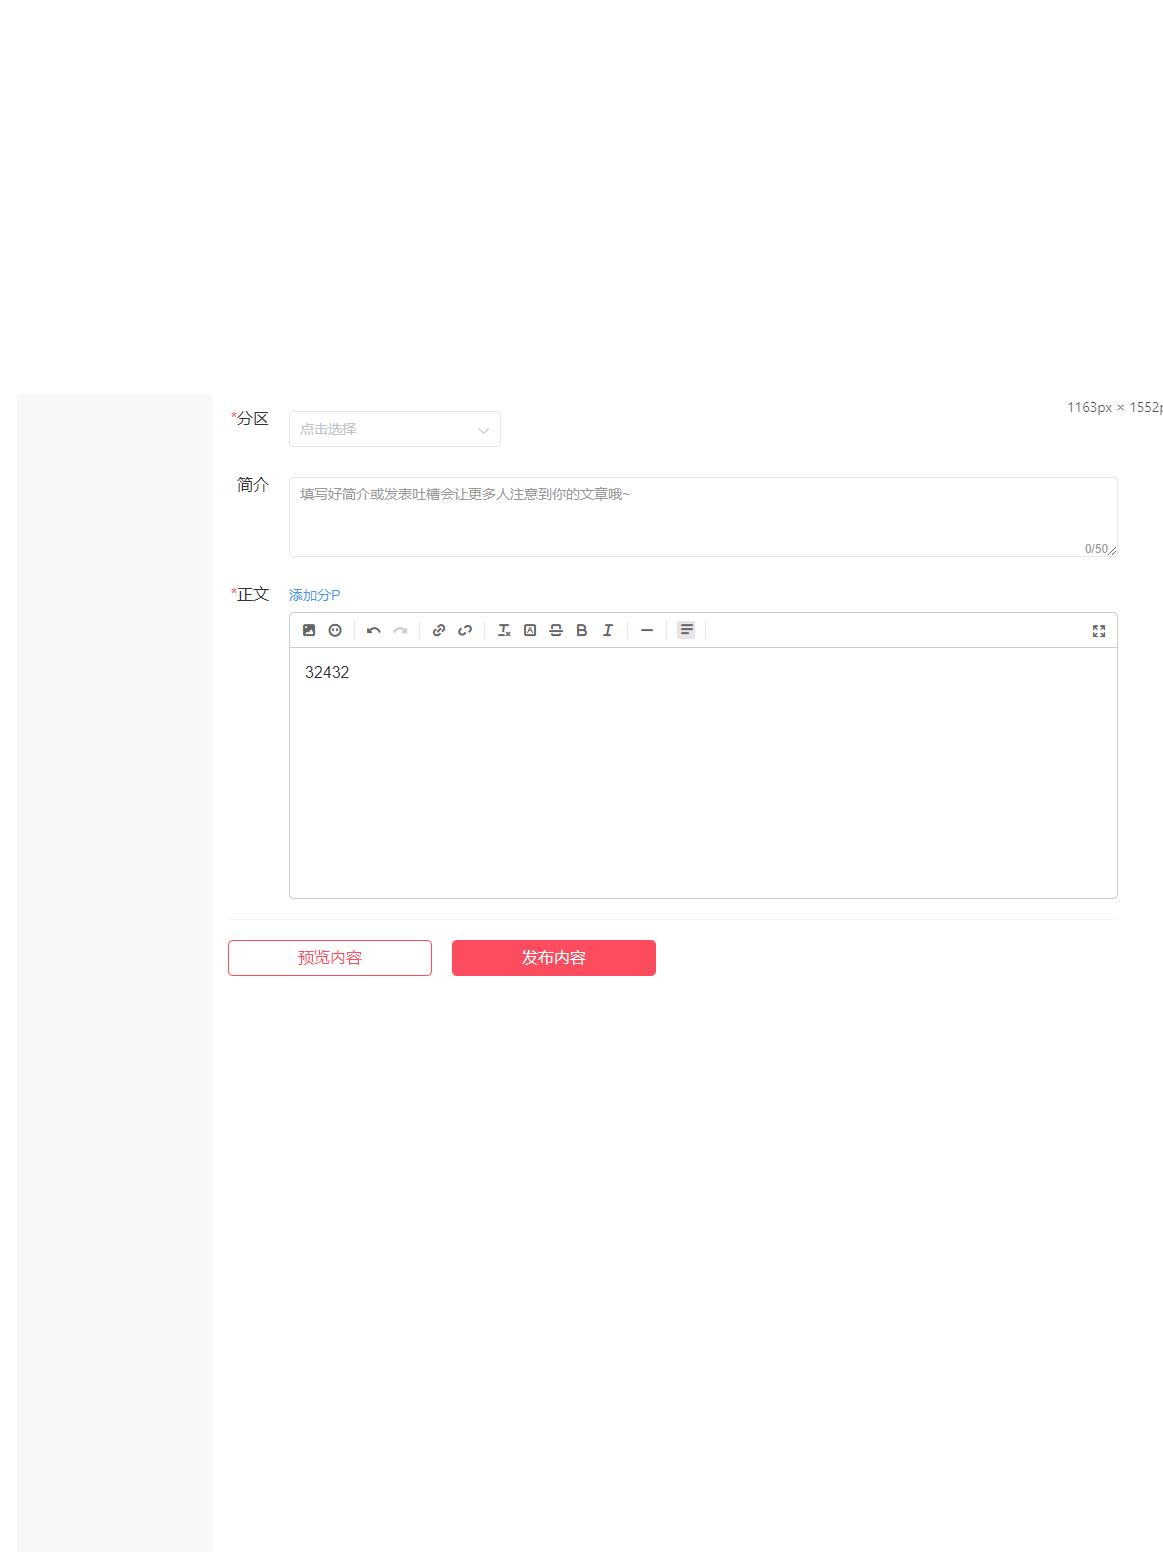 1163px × 1552p
*分区
点击选择
简介
填写好简介或发表吐槽会让更多人注意到你的文章哦~
0/50
*正文
添加分P
32432
预览内容
发布内容